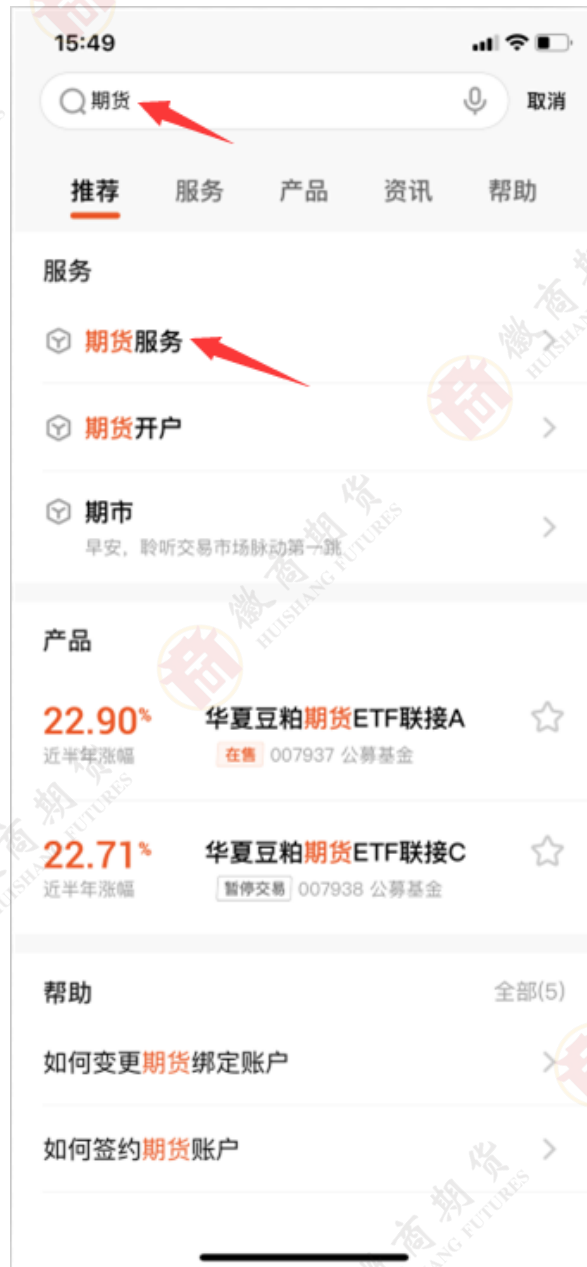 15:49
期货
取消
推荐 服务 产品 资讯 帮助
服务
期货服务
期货开户
期市
早安，聆听交易市场脉动第一跳
产品
22.90% 华夏豆粕期货ETF联接A
近半年涨幅 在售 007937 公募基金
22.71% 华夏豆粕期货ETF联接C
近半年涨幅 暂停交易 007938 公募基金
帮助 全部(5)
如何变更期货绑定账户
如何签约期货账户
徽商期货
HUISHANG FUTURES